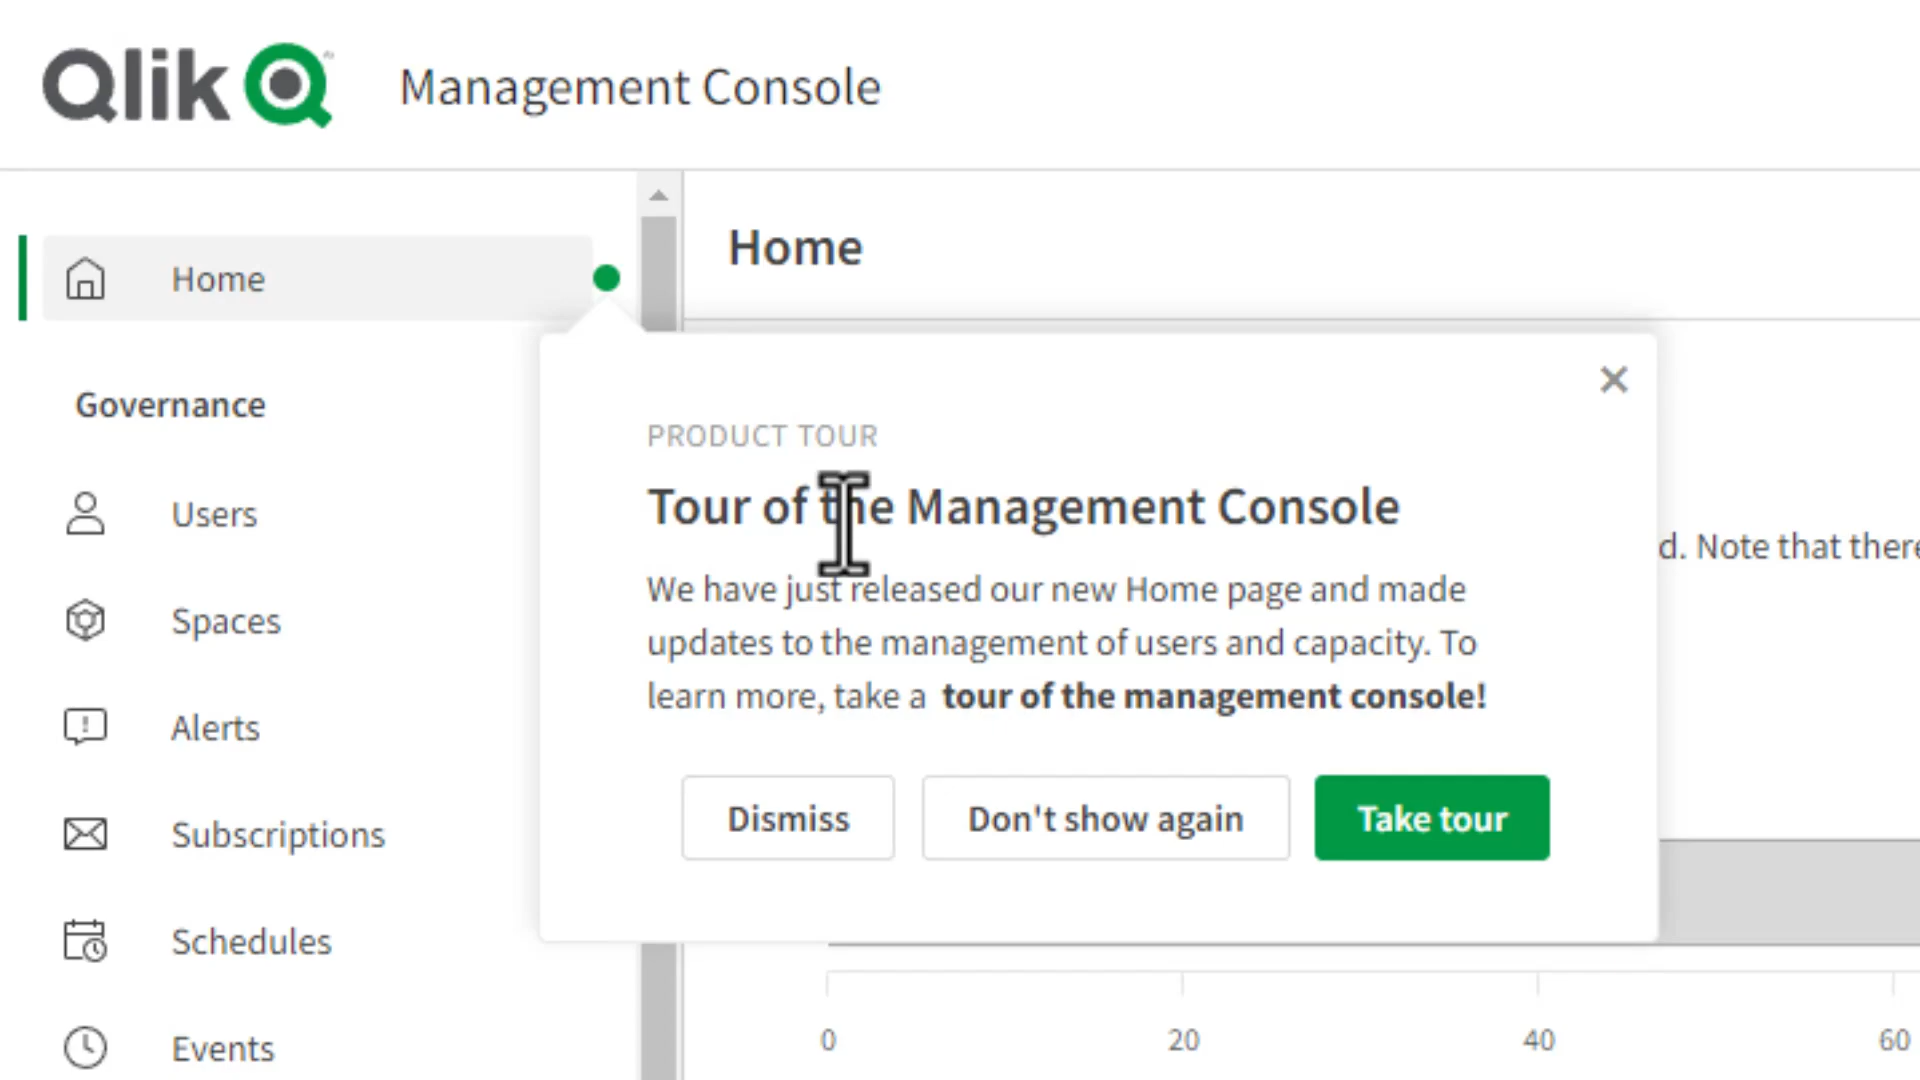 Qlik Management Console
Home
Home
Governance
Users
Spaces
Alerts
Subscriptions
Schedules
Events
PRODUCT TOUR
Tour of the Management Console
We have just released our new Home page and made
updates to the management of users and capacity. To
learn more, take a tour of the management console!
Dismiss Don't show again Take tour
d. Note that there
0 20 40 60